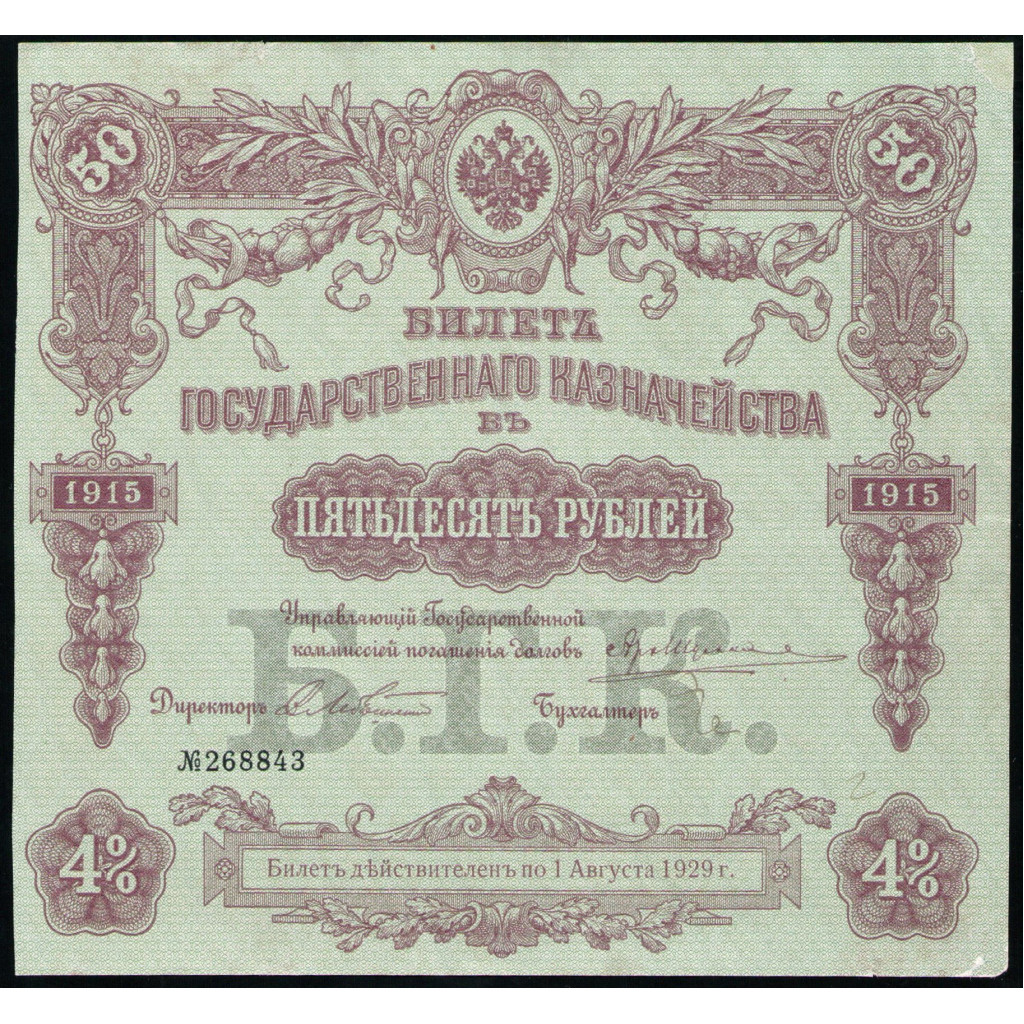 50 50
БИЛЕТЪ
ГОСУДАРСТВЕННАГО КАЗНАЧЕЙСТВА
ВЪ
1915 1915
ПЯТЬДЕСЯТЪ РУБЛЕЙ
Б.Г.К.
Управляющій Государственной
коммиссіей погашенія долговъ
Директоръ Бухгалтеръ
№268843
4% 4%
Билетъ дѣйствителенъ по 1 Августа 1929 г.